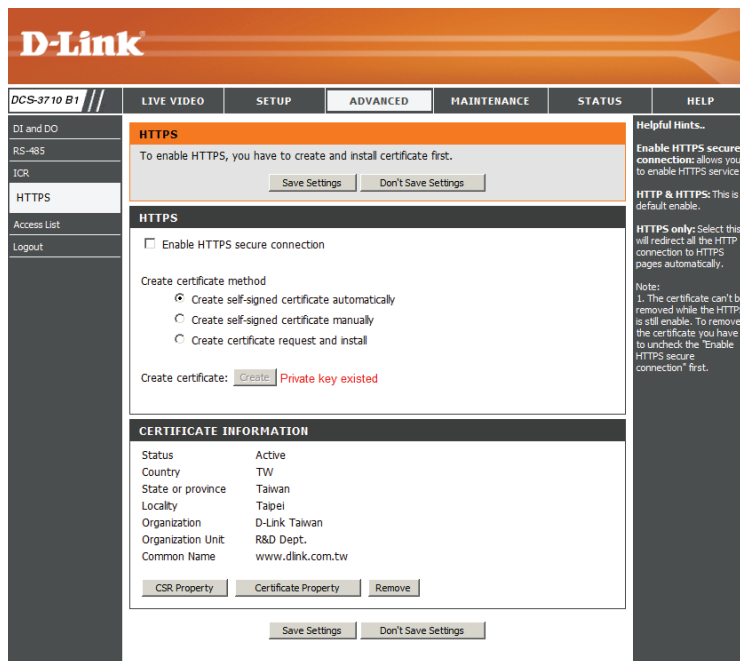 D-Link
DCS-3710 B1
LIVE VIDEO SETUP ADVANCED MAINTENANCE STATUS HELP
DI and DO
RS-485
ICR
HTTPS
Access List
Logout
HTTPS
To enable HTTPS, you have to create and install certificate first.
Save Settings Don't Save Settings
HTTPS
Enable HTTPS secure connection
Create certificate method
Create self-signed certificate automatically
Create self-signed certificate manually
Create certificate request and install
Create certificate: Create Private key existed
CERTIFICATE INFORMATION
Status Active
Country TW
State or province Taiwan
Locality Taipei
Organization D-Link Taiwan
Organization Unit R&D Dept.
Common Name www.dlink.com.tw
CSR Property Certificate Property Remove
Save Settings Don't Save Settings
Helpful Hints..
Enable HTTPS secure
connection: allows you
to enable HTTPS service
HTTP & HTTPS: This is
default enable.
HTTPS only: Select this
will redirect all the HTTP
connection to HTTPS
pages automatically.
Note:
1. The certificate can't b
removed while the HTTP
is still enable. To remove
the certificate you have
to uncheck the "Enable
HTTPS secure
connection" first.